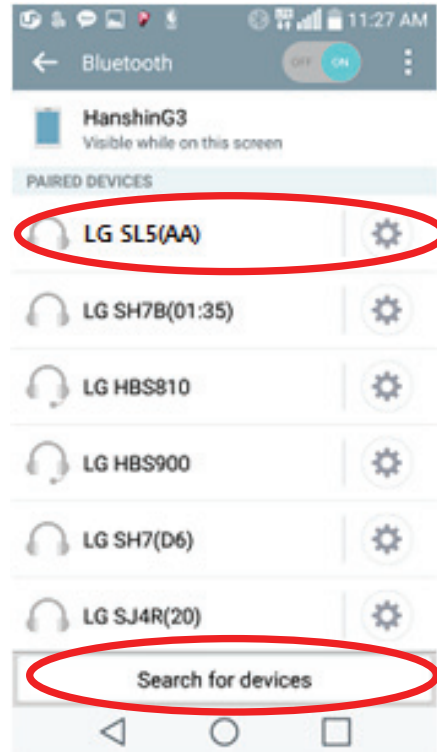 11:27 AM
Bluetooth
OFF ON
HanshinG3
Visible while on this screen
PAIRED DEVICES
LG SL5(AA)
LG SH7B(01:35)
LG HBS810
LG HBS900
LG SH7(D6)
LG SJ4R(20)
Search for devices